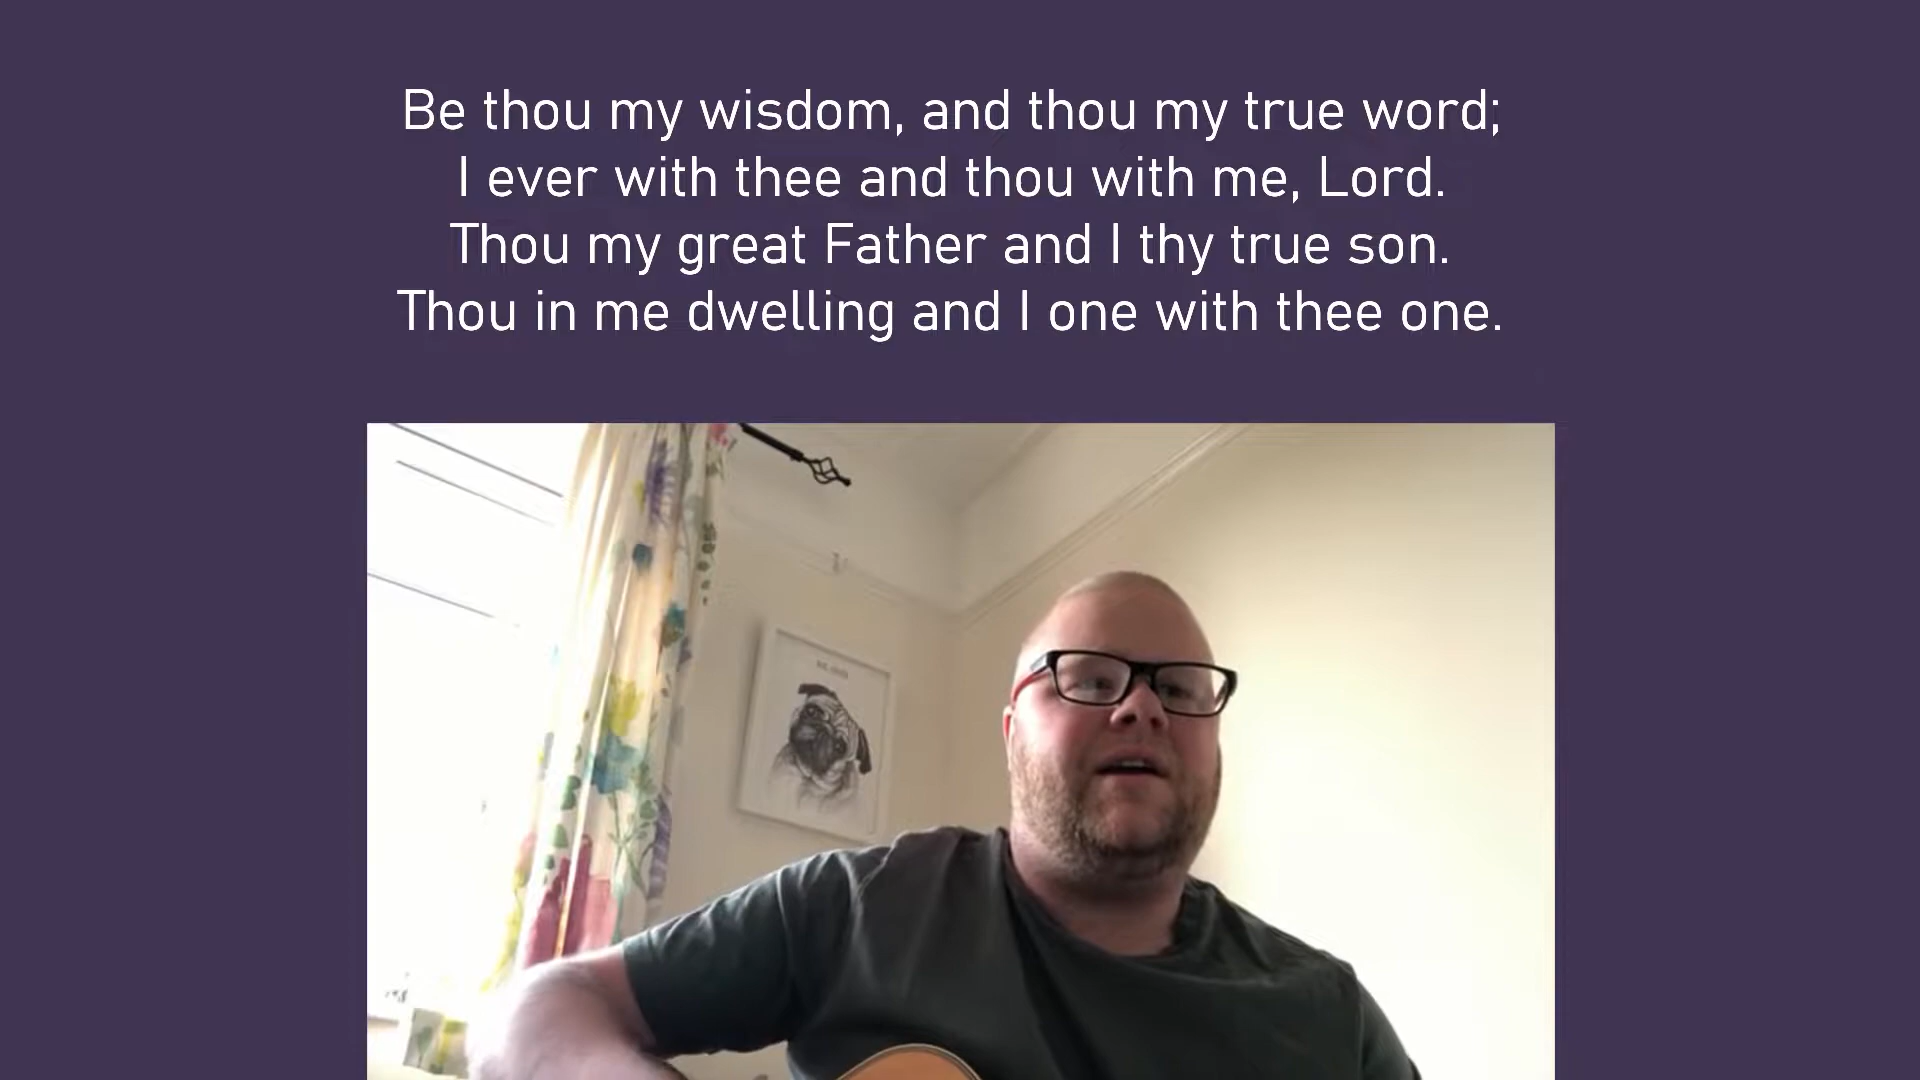 Be thou my wisdom, and thou my true word;
I ever with thee and thou with me, Lord.
Thou my great Father and I thy true son.
Thou in me dwelling and I one with thee one.